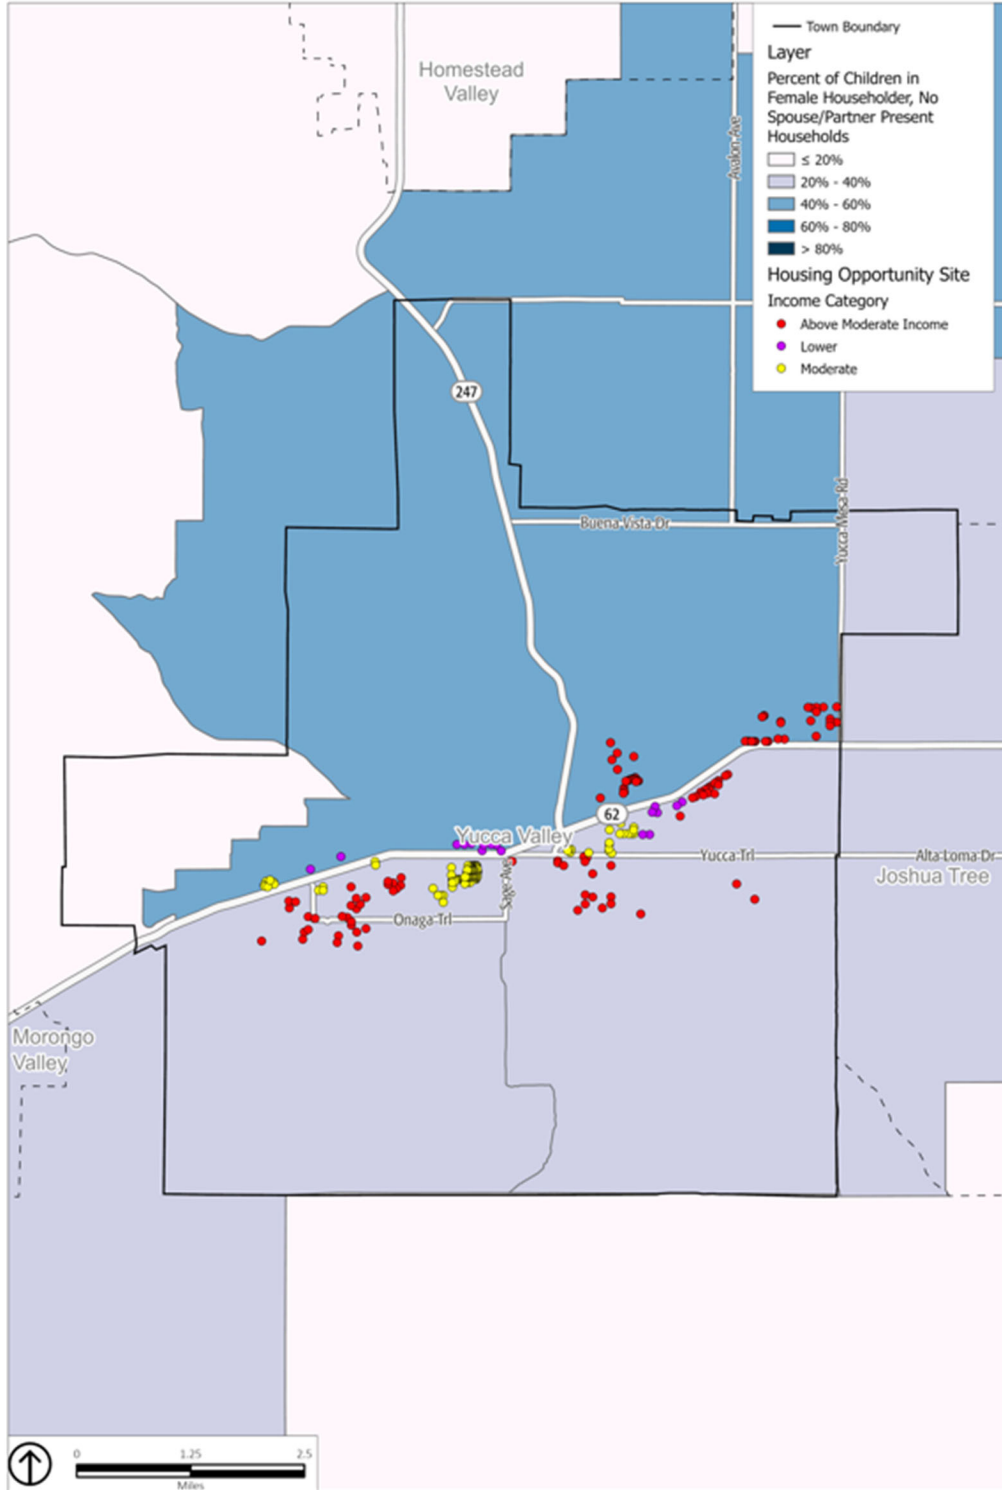 Homestead
Valley
Town Boundary
Layer
Percent of Children in
Female Householder, No
Spouse/Partner Present
Households
≤ 20%
20% - 40%
40% - 60%
60% - 80%
> 80%
Housing Opportunity Site
Income Category
Above Moderate Income
Lower
Moderate
Avalon Ave
247
Yucca Mesa Rd
Buena Vista Dr
62
Yucca Valley
Yucca Trl
Alta Loma Dr
Joshua Tree
Sage Ave
Onaga Trl
Morongo
Valley
0 1.25 2.5
Miles